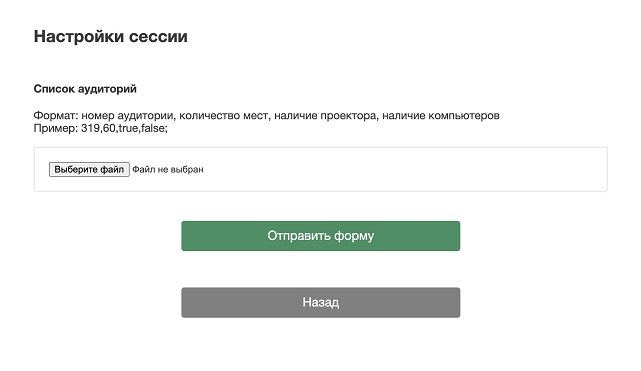 Настройки сессии
Список аудиторий
Формат: номер аудитории, количество мест, наличие проектора, наличие компьютеров
Пример: 319,60,true,false;
Выберите файл Файл не выбран
Отправить форму
Назад